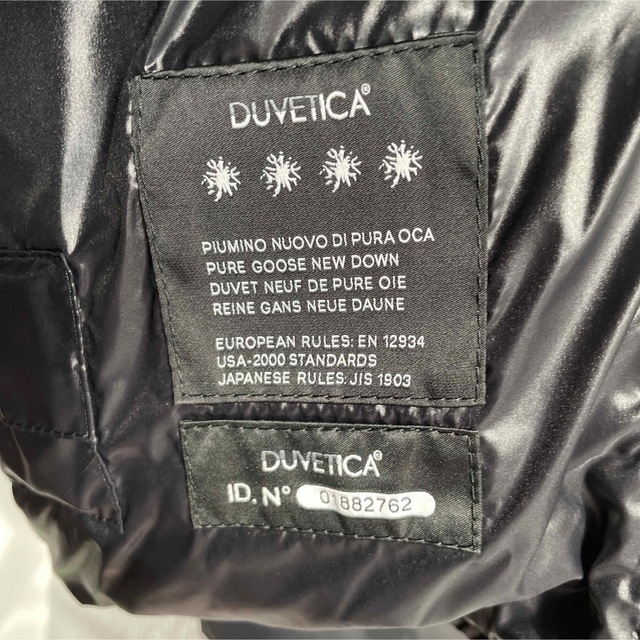 DUVETICA®
PIUMINO NUOVO DI PURA OCA
PURE GOOSE NEW DOWN
DUVET NEUF DE PURE OIE
REINE GANS NEUE DAUNE
EUROPEAN RULES: EN 12934
USA-2000 STANDARDS
JAPANESE RULES: JIS 1903
DUVETICA®
ID. N° 01882762